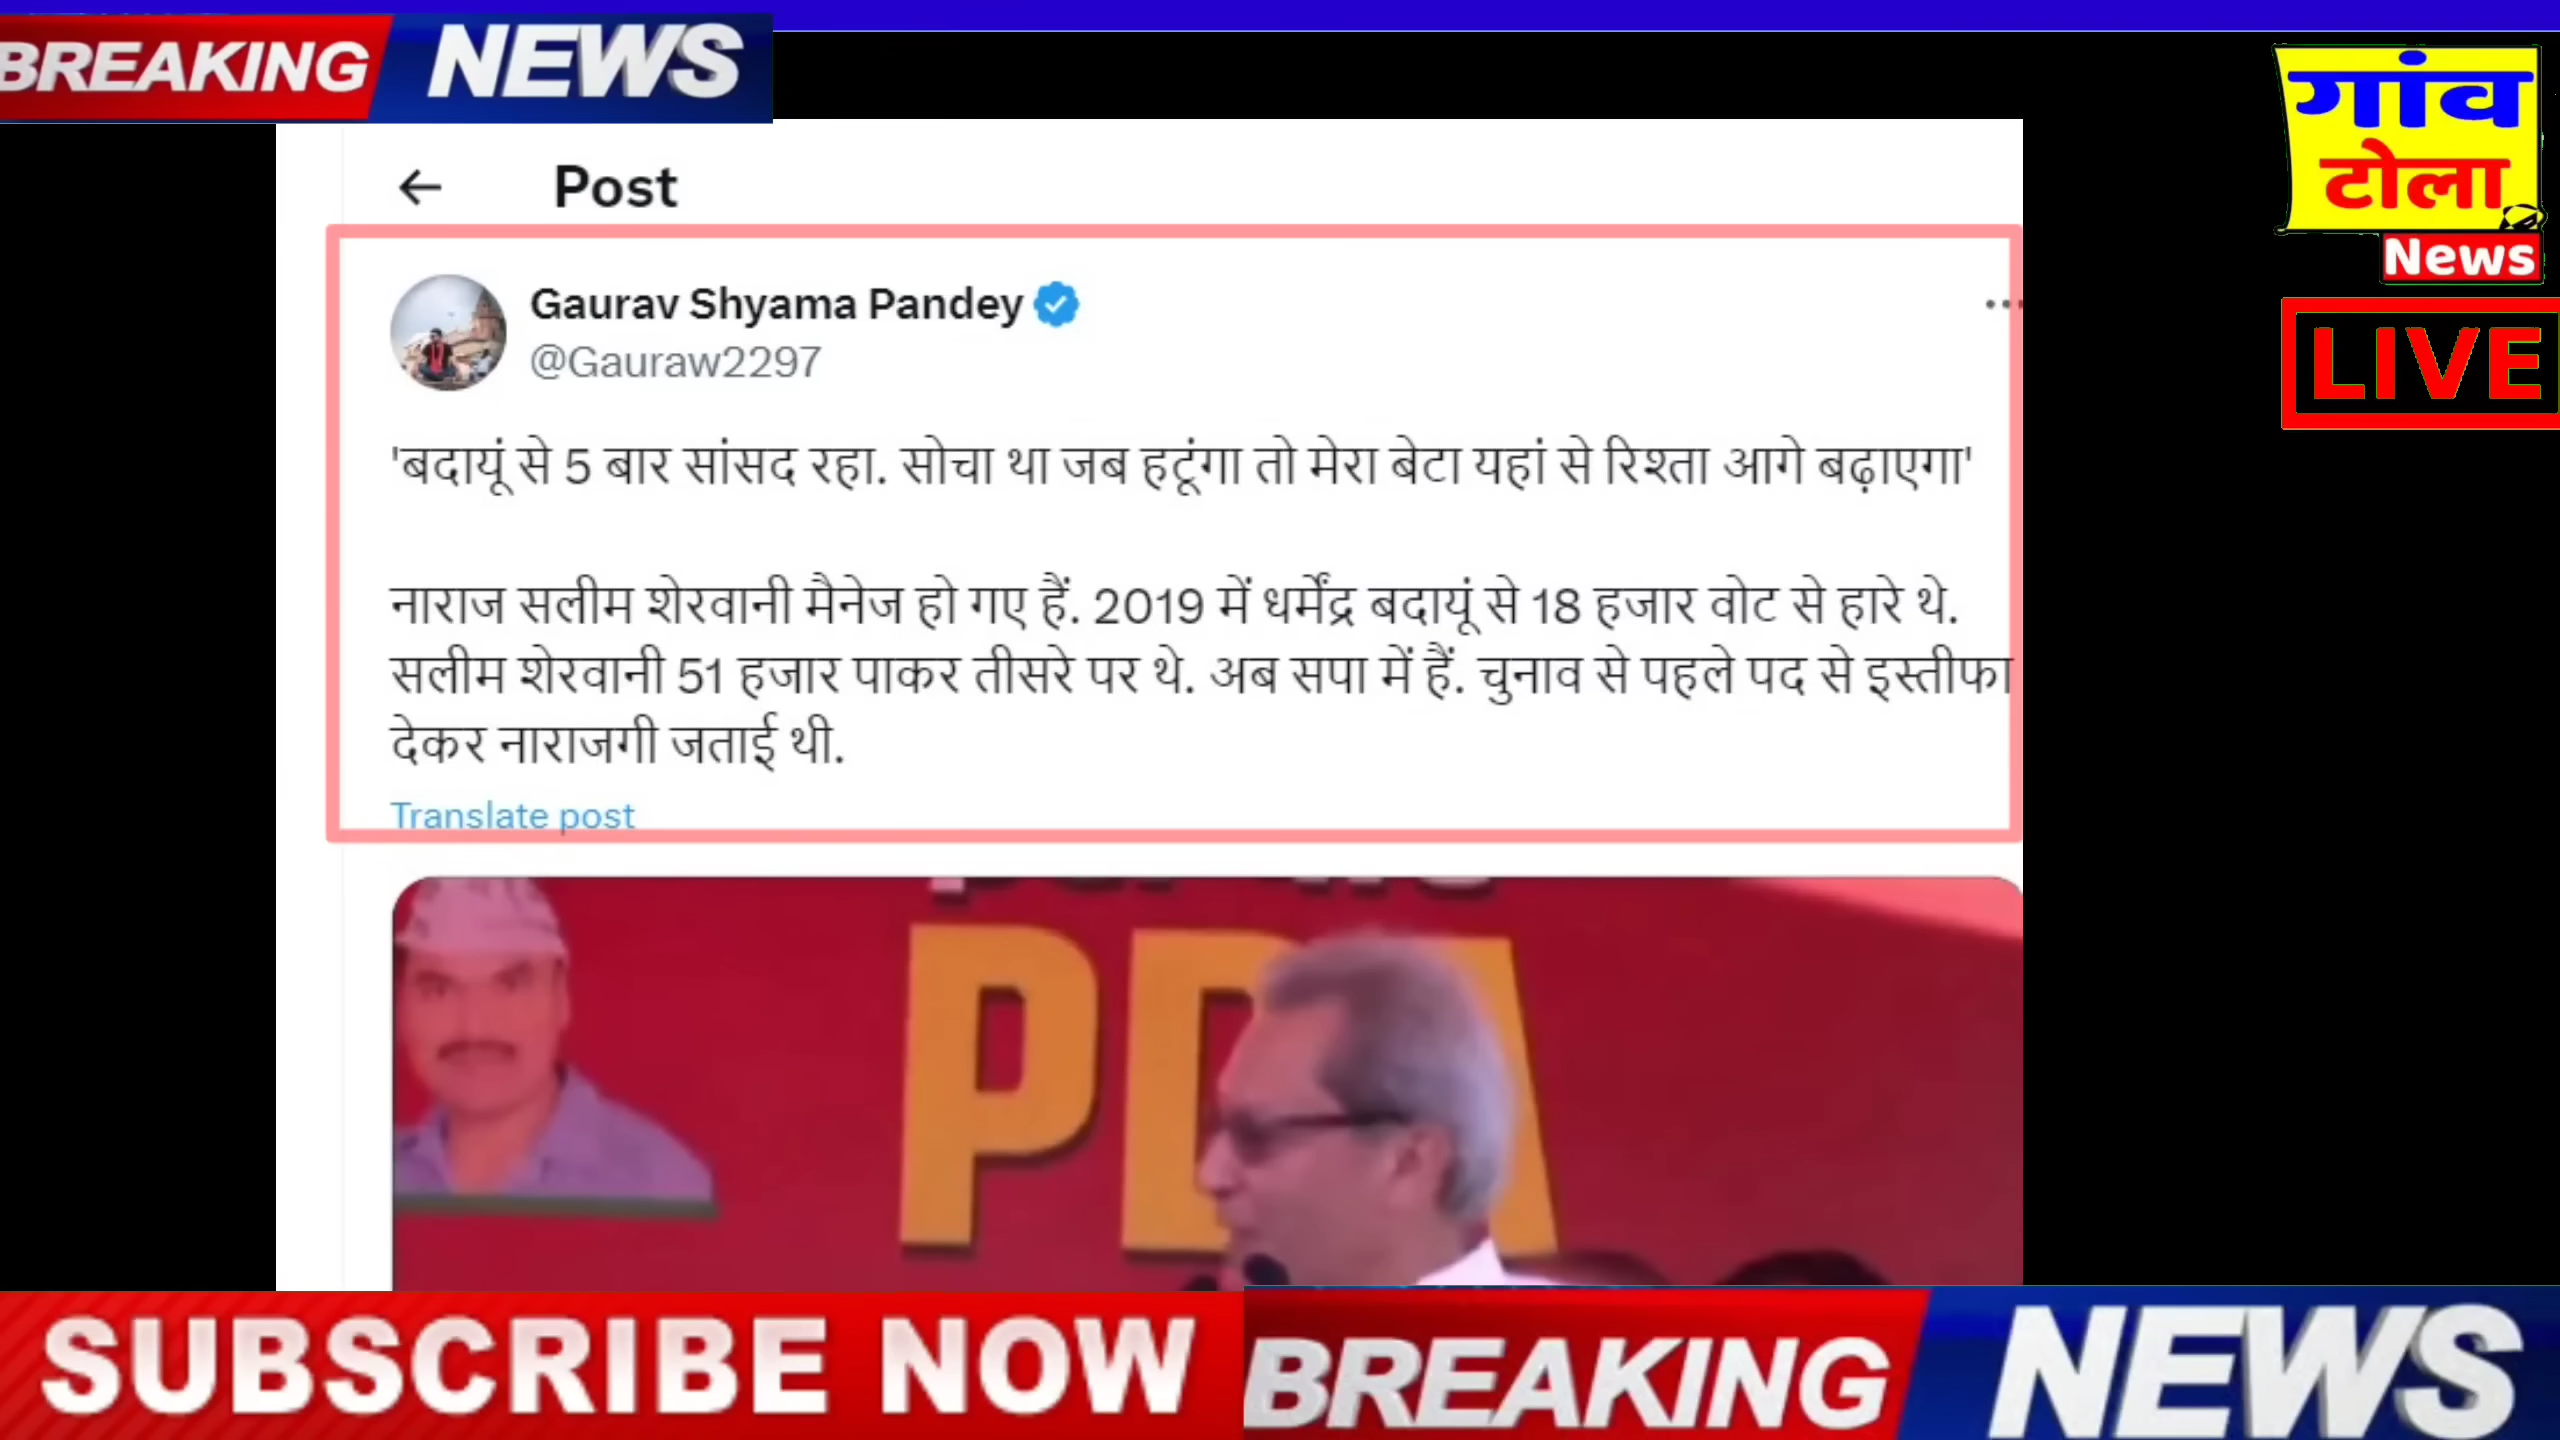 BREAKING NEWS
गांव
टोला
News
LIVE
← Post
Gaurav Shyama Pandey
@Gauraw2297
'बदायूं से 5 बार सांसद रहा. सोचा था जब हटूंगा तो मेरा बेटा यहां से रिश्ता आगे बढ़ाएगा'
नाराज सलीम शेरवानी मैनेज हो गए हैं. 2019 में धर्मेंद्र बदायूं से 18 हजार वोट से हारे थे.
सलीम शेरवानी 51 हजार पाकर तीसरे पर थे. अब सपा में हैं. चुनाव से पहले पद से इस्तीफा
देकर नाराजगी जताई थी.
Translate post
PDA
SUBSCRIBE NOW
BREAKING NEWS